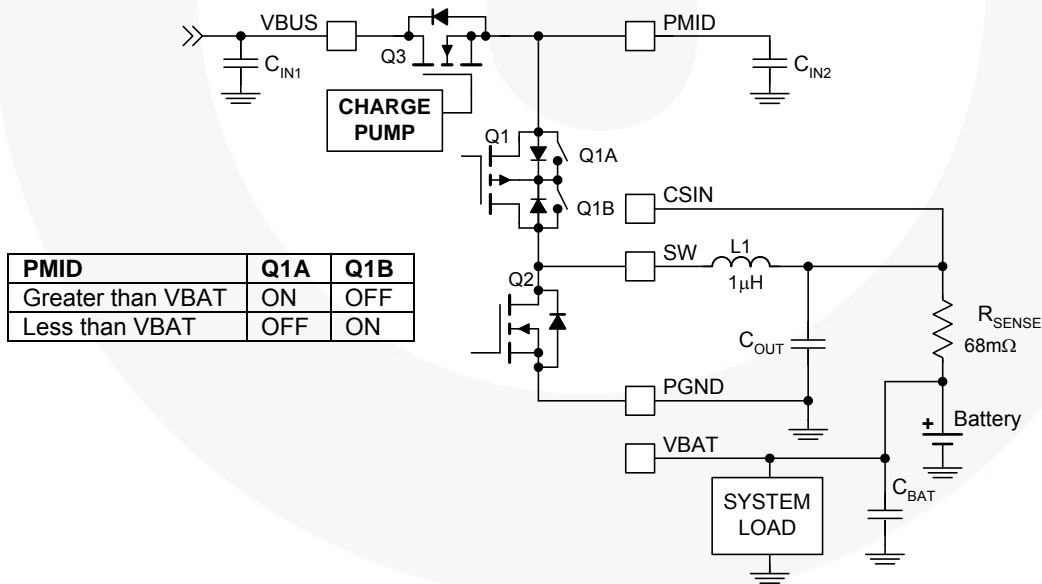 VBUS
PMID
Q3
C_IN1
C_IN2
CHARGE
PUMP
Q1
Q1A
Q1B
CSIN
SW
L1
1μH
Q2
PMID Q1A Q1B
Greater than VBAT ON OFF
Less than VBAT OFF ON
R_SENSE
68mΩ
C_OUT
PGND
+ Battery
VBAT
C_BAT
SYSTEM
LOAD